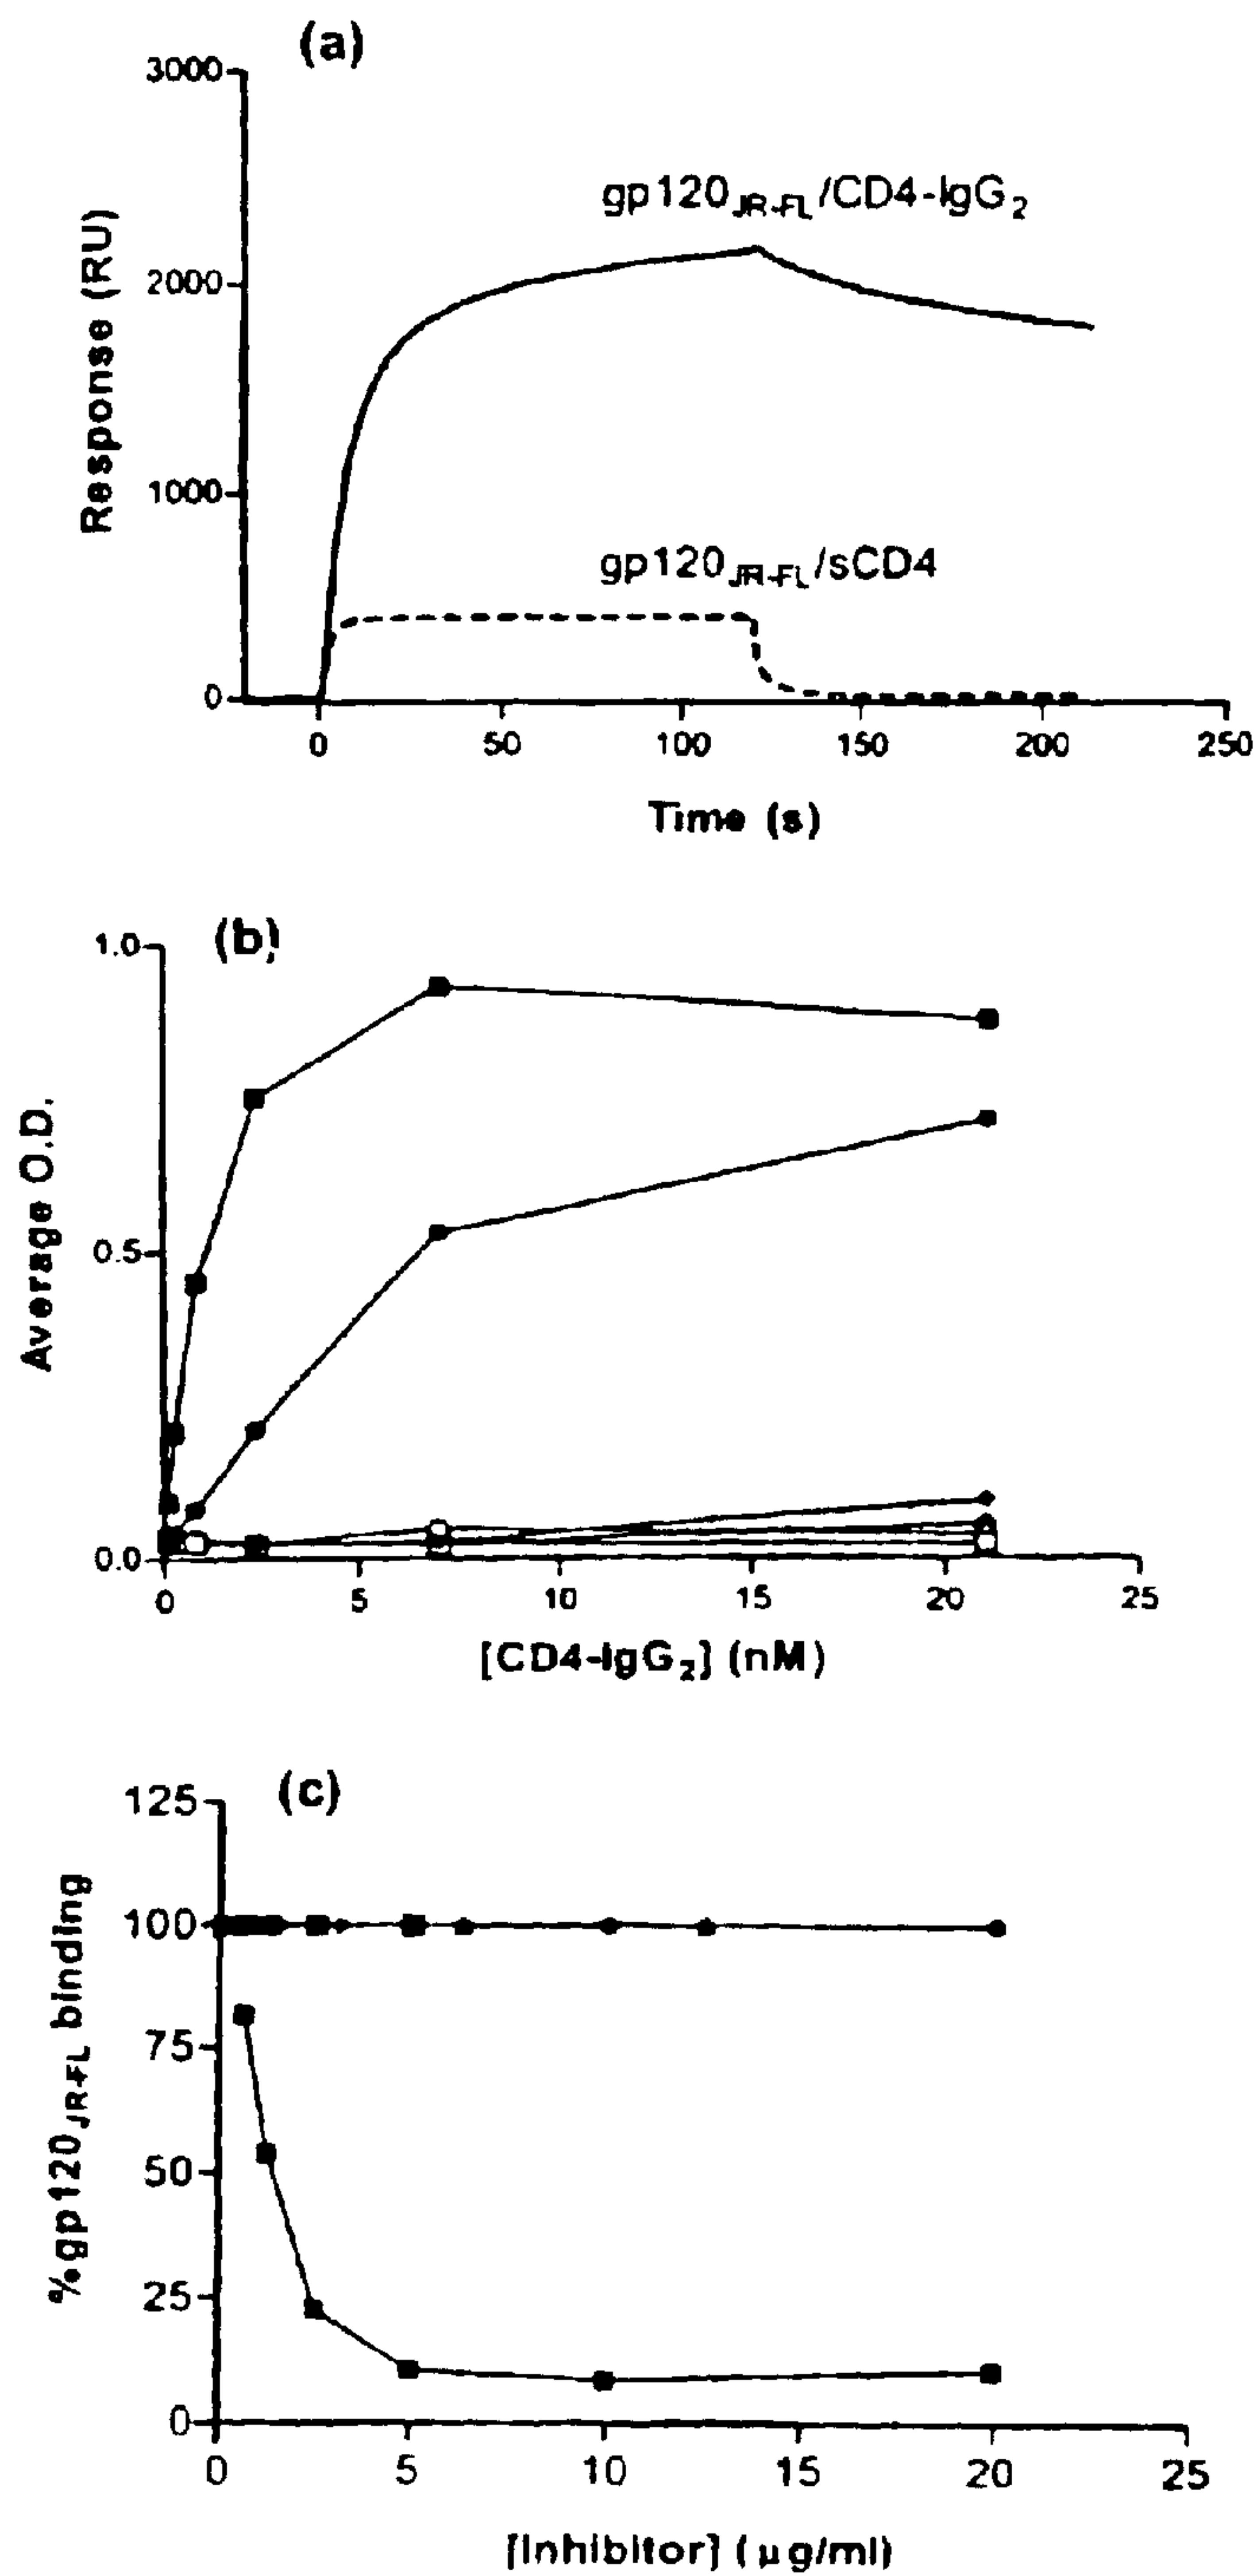 (a)
3000
2000
1000
0
Response (RU)
gp120JR-FL/CD4-IgG2
gp120JR-FL/sCD4
0 50 100 150 200 250
Time (s)
(b)
1.0
0.5
0.0
Average O.D.
0 5 10 15 20 25
[CD4-IgG2] (nM)
(c)
125
100
75
50
25
0
%gp120JR-FL binding
0 5 10 15 20 25
[Inhibitor] (µg/ml)